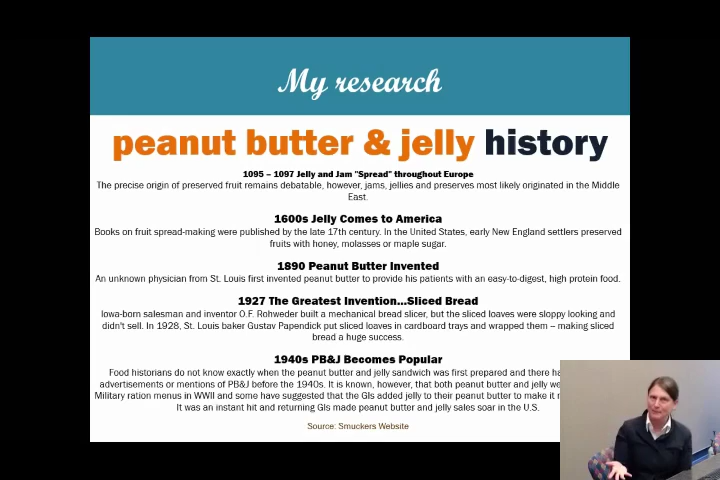 My research
peanut butter & jelly history
1095 – 1097 Jelly and Jam "Spread" throughout Europe
The precise origin of preserved fruit remains debatable, however, jams, jellies and preserves most likely originated in the Middle
East.
1600s Jelly Comes to America
Books on fruit spread-making were published by the late 17th century. In the United States, early New England settlers preserved
fruits with honey, molasses or maple sugar.
1890 Peanut Butter Invented
An unknown physician from St. Louis first invented peanut butter to provide his patients with an easy-to-digest, high protein food.
1927 The Greatest Invention...Sliced Bread
Iowa-born salesman and inventor O.F. Rohweder built a mechanical bread slicer, but the sliced loaves were sloppy looking and
didn't sell. In 1928, St. Louis baker Gustav Papendick put sliced loaves in cardboard trays and wrapped them – making sliced
bread a huge success.
1940s PB&J Becomes Popular
Food historians do not know exactly when the peanut butter and jelly sandwich was first prepared and there
advertisements or mentions of PB&J before the 1940s. It is known, however, that both peanut butter and jelly
Military ration menus in WWII and some have suggested that the GIs added jelly to their peanut butter to make it
It was an instant hit and returning GIs made peanut butter and jelly sales soar in the U.S.
Source: Smuckers Website